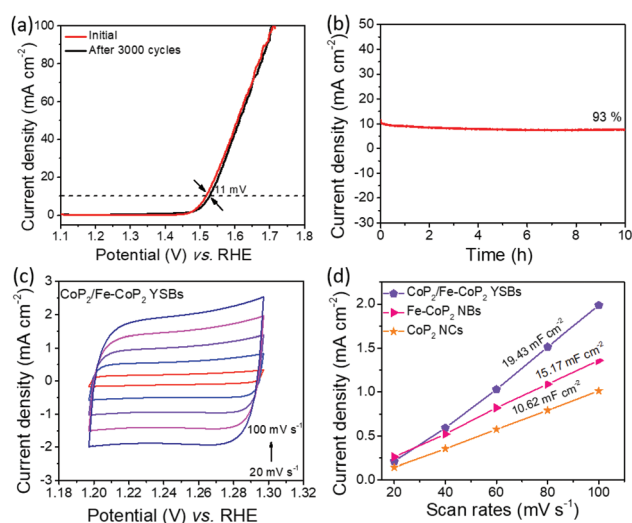 (a)
Initial
After 3000 cycles
11 mV
Current density (mA cm⁻²)
100
80
60
40
20
0
1.1 1.2 1.3 1.4 1.5 1.6 1.7 1.8
Potential (V) vs. RHE
(b)
93 %
Current density (mA cm⁻²)
50
40
30
20
10
0
-10
-20
-30
0 2 4 6 8 10
Time (h)
(c)
CoP₂/Fe-CoP₂ YSBs
100 mV s⁻¹
20 mV s⁻¹
Current density (mA cm⁻²)
3
2
1
0
-1
-2
-3
1.18 1.20 1.22 1.24 1.26 1.28 1.30 1.32
Potential (V) vs. RHE
(d)
CoP₂/Fe-CoP₂ YSBs
Fe-CoP₂ NBs
CoP₂ NCs
19.43 mF cm⁻²
15.17 mF cm⁻²
10.62 mF cm⁻²
Current density (mA cm⁻²)
2.0
1.5
1.0
0.5
0.0
20 40 60 80 100
Scan rates (mV s⁻¹)